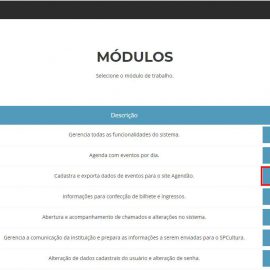 MÓDULOS
Selecione o módulo de trabalho.
Descrição
Gerencia todas as funcionalidades do sistema.
Agenda com eventos por dia.
Cadastra e exporta dados de eventos para o site Agendão.
Informações para confecção de bilhete e ingressos.
Abertura e acompanhamento de chamados e alterações no sistema.
Gerencia a comunicação da instituição e prepara as informações a serem enviadas para o SPCultura.
Alteração de dados cadastrais do usuário e alteração de senha.